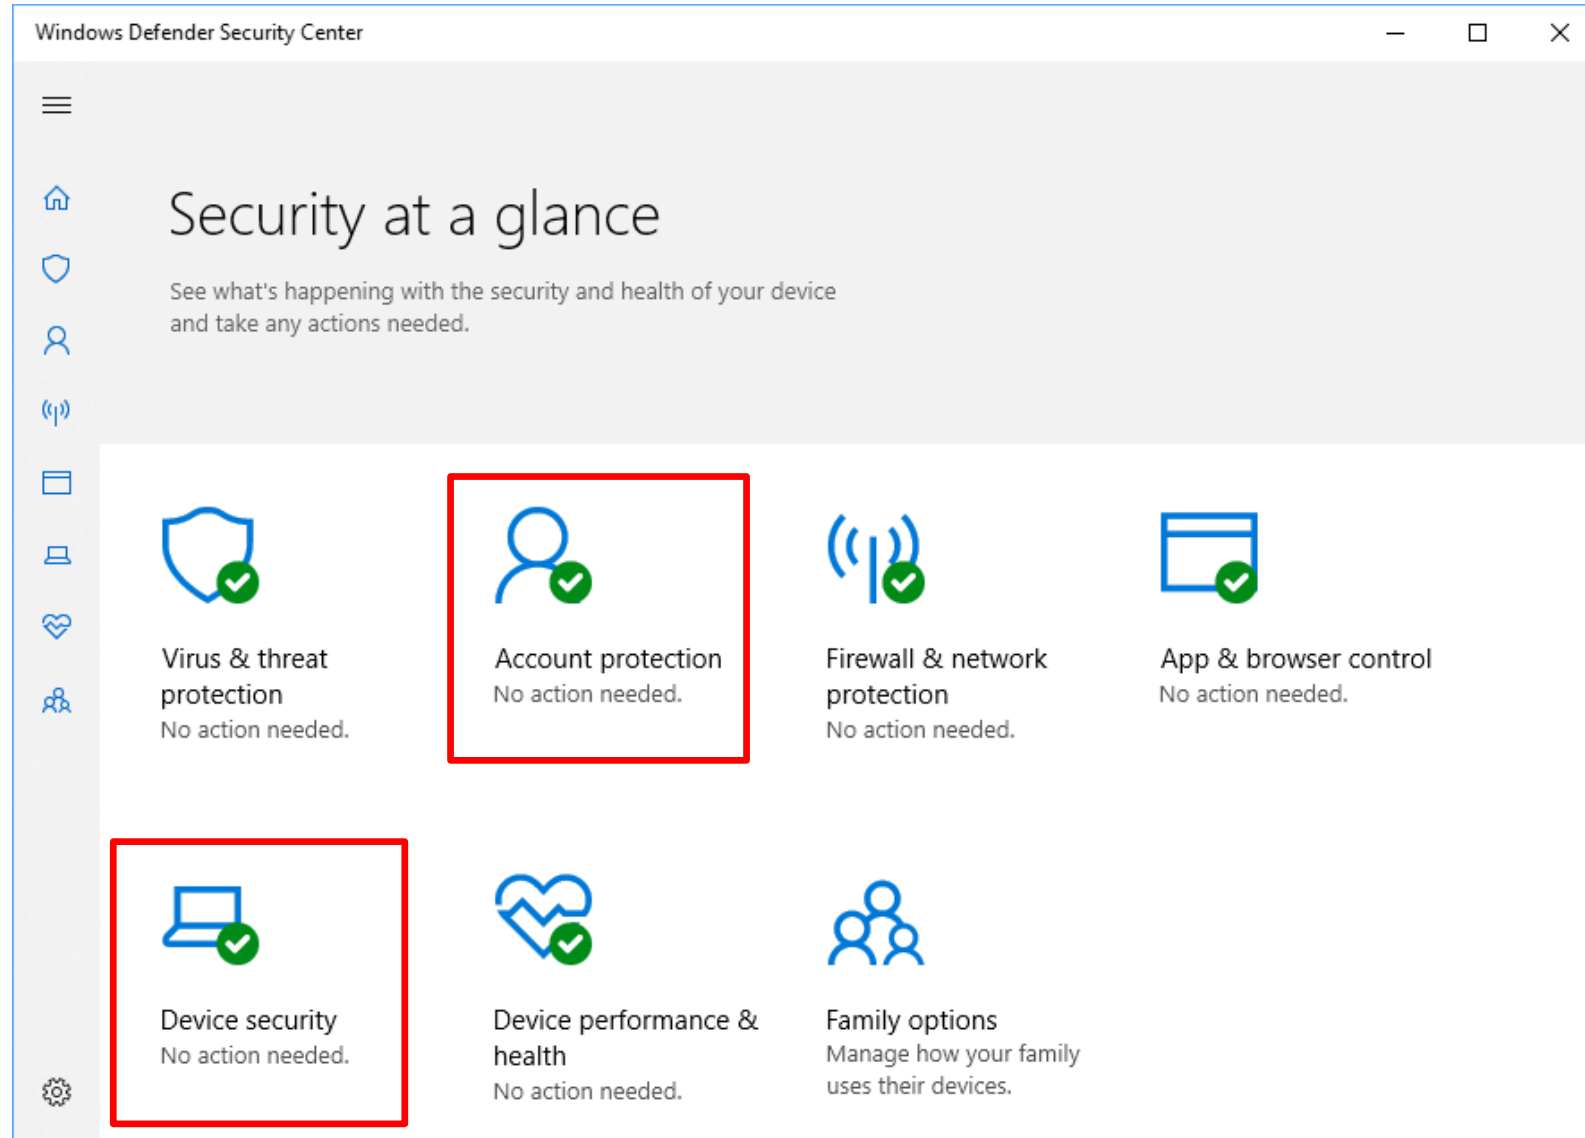 Windows Defender Security Center
Security at a glance
See what's happening with the security and health of your device
and take any actions needed.
Virus & threat
protection
No action needed.
Account protection
No action needed.
Firewall & network
protection
No action needed.
App & browser control
No action needed.
Device security
No action needed.
Device performance &
health
No action needed.
Family options
Manage how your family
uses their devices.